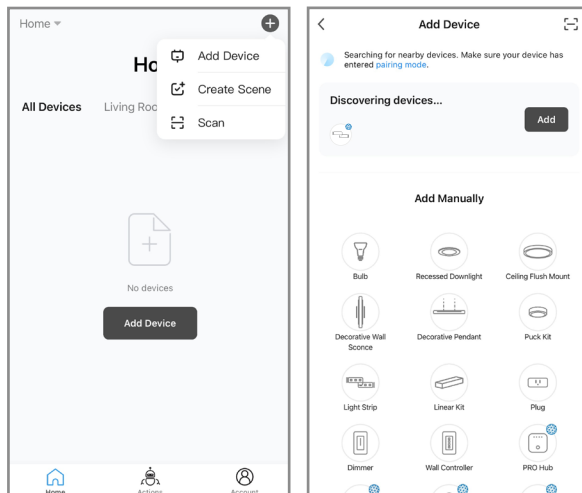 Home
Ho
Add Device
Create Scene
Scan
All Devices Living Roo
No devices
Add Device
Home Actions Account
Add Device
Searching for nearby devices. Make sure your device has
entered pairing mode.
Discovering devices...
Add
Add Manually
Bulb Recessed Downlight Ceiling Flush Mount
Decorative Wall
Sconce
Decorative Pendant Puck Kit
Light Strip Linear Kit Plug
Dimmer Wall Controller PRO Hub